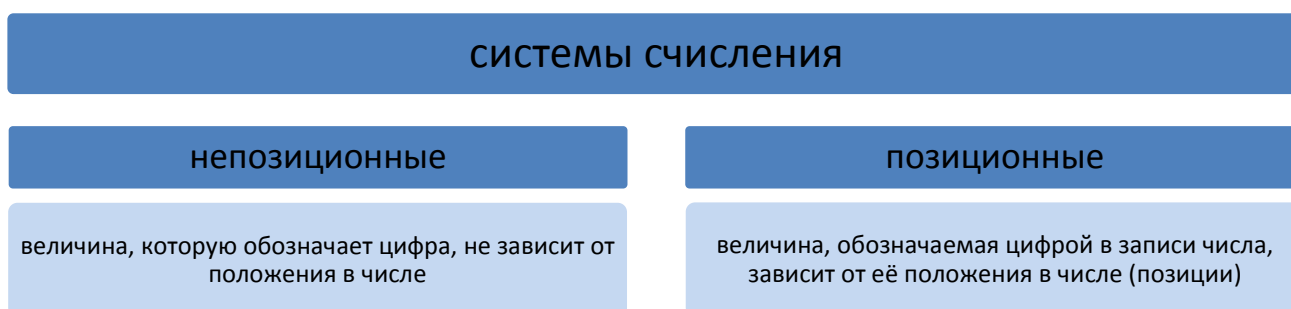 системы счисления
непозиционные
позиционные
величина, которую обозначает цифра, не зависит от
положения в числе
величина, обозначаемая цифрой в записи числа,
зависит от её положения в числе (позиции)